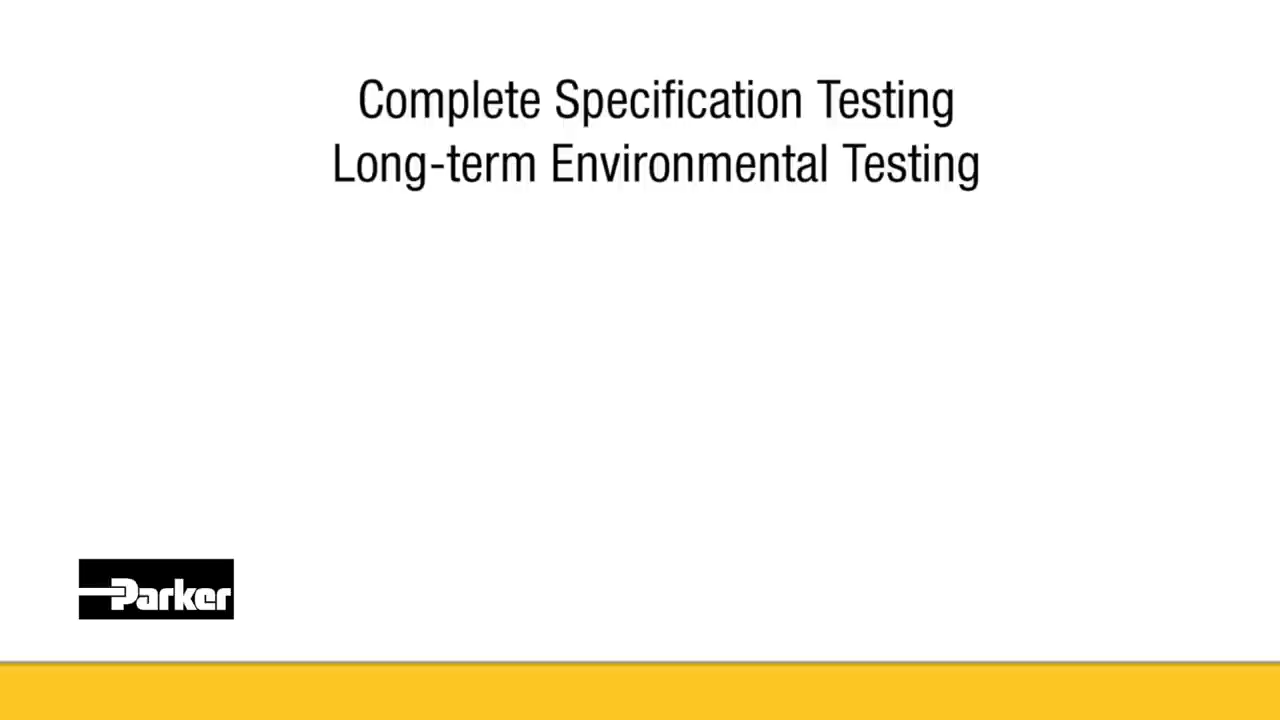 Complete Specification Testing
Long-term Environmental Testing
Parker